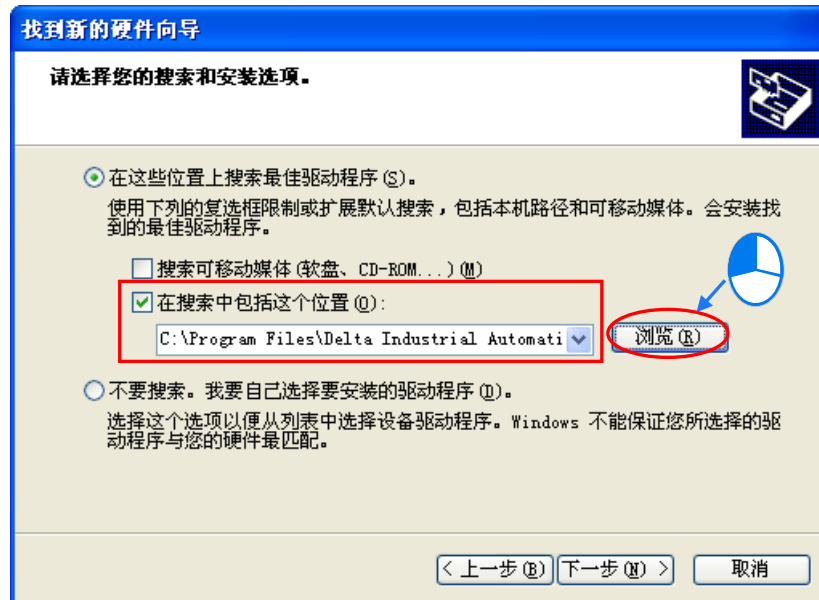 找到新的硬件向导
请选择您的搜索和安装选项。
在这些位置上搜索最佳驱动程序(S)。
使用下列的复选框限制或扩展默认搜索，包括本机路径和可移动媒体。会安装找
到的最佳驱动程序。
搜索可移动媒体(软盘、CD-ROM...)(M)
在搜索中包括这个位置(O):
C:\Program Files\Delta Industrial Automati
浏览(R)
不要搜索。我要自己选择要安装的驱动程序(D)。
选择这个选项以便从列表中选择设备驱动程序。Windows 不能保证您所选择的驱
动程序与您的硬件最匹配。
< 上一步(B) 下一步(N) > 取消